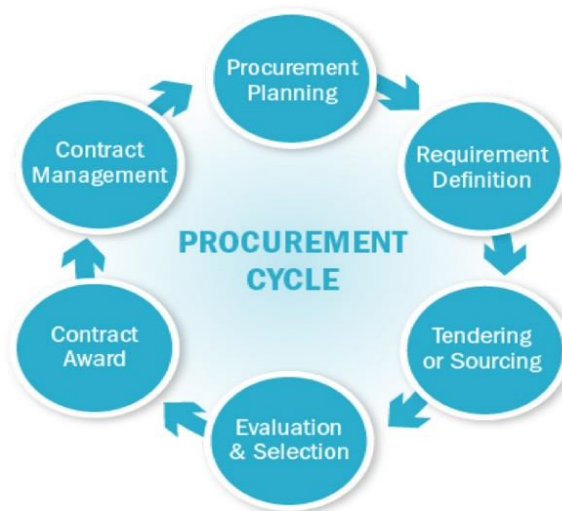 Procurement
Planning
Requirement
Definition
Tendering
or Sourcing
Evaluation
& Selection
Contract
Award
Contract
Management
PROCUREMENT
CYCLE